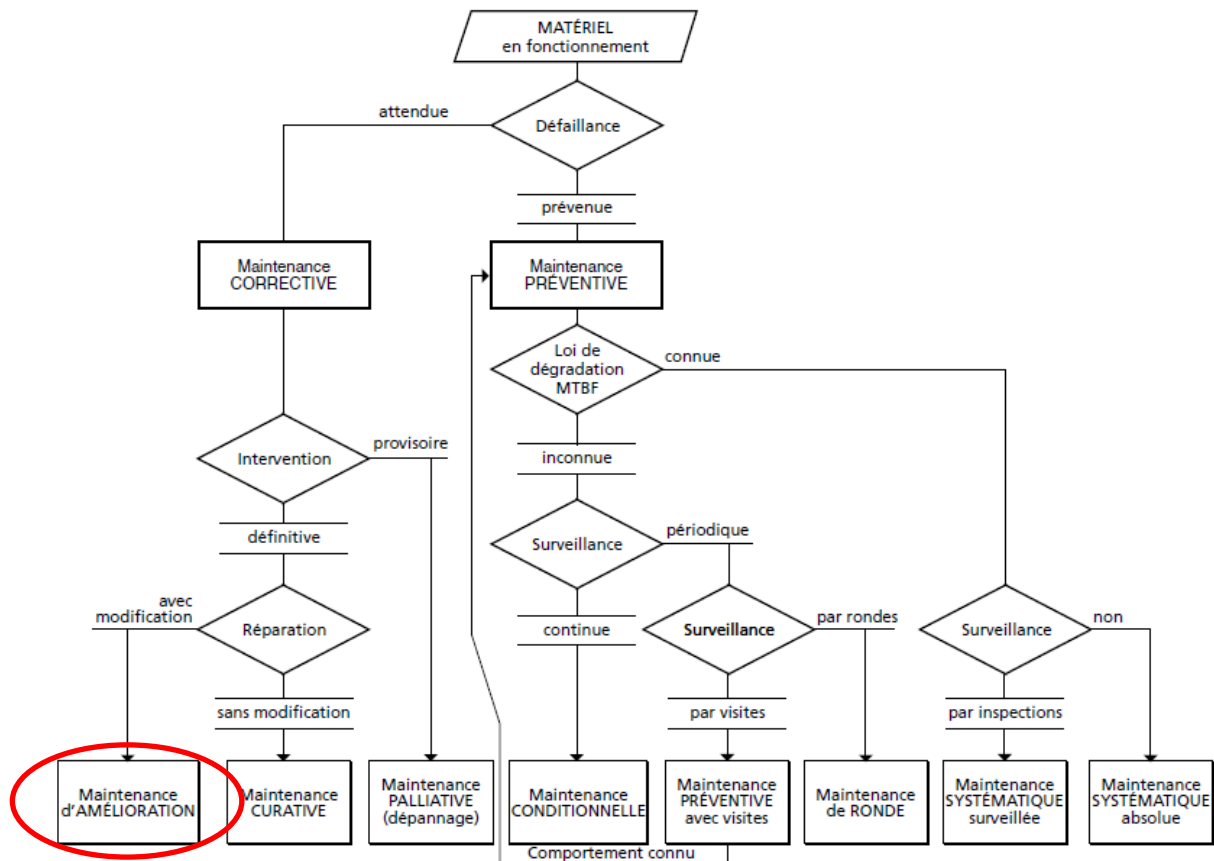 MATÉRIEL
en fonctionnement
attendue
Défaillance
prévenue
Maintenance
CORRECTIVE
Maintenance
PRÉVENTIVE
Loi de
dégradation
MTBF
connue
provisoire
Intervention
inconnue
définitive
périodique
Surveillance
avec
modification
Réparation
continue
Surveillance
par rondes
Surveillance
non
sans modification
par visites
par inspections
Maintenance
d'AMÉLIORATION
Maintenance
CURATIVE
Maintenance
PALLIATIVE
(dépannage)
Maintenance
CONDITIONNELLE
Maintenance
PRÉVENTIVE
avec visites
Maintenance
de RONDE
Maintenance
SYSTÉMATIQUE
surveillée
Maintenance
SYSTÉMATIQUE
absolue
Comportement connu